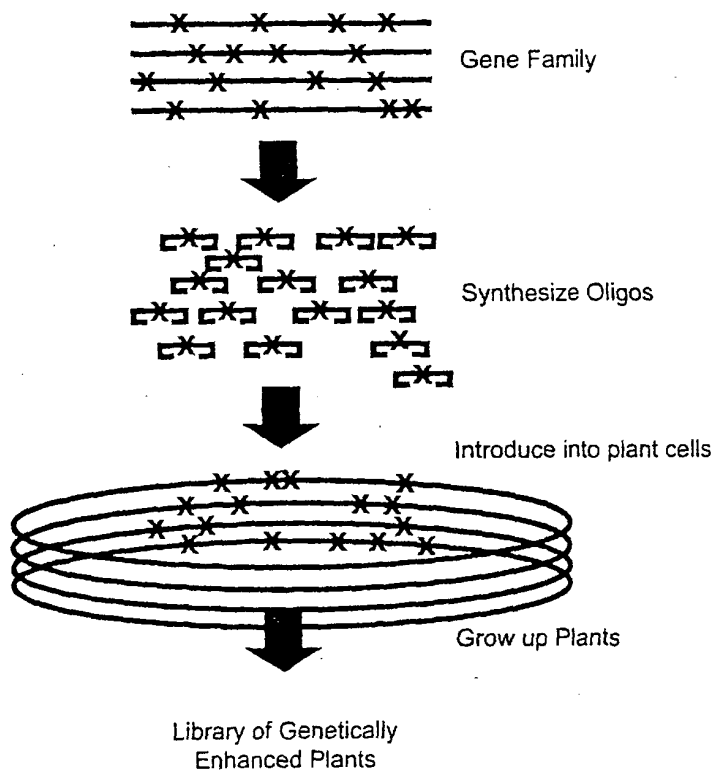 Gene Family
Synthesize Oligos
Introduce into plant cells
Grow up Plants
Library of Genetically
Enhanced Plants